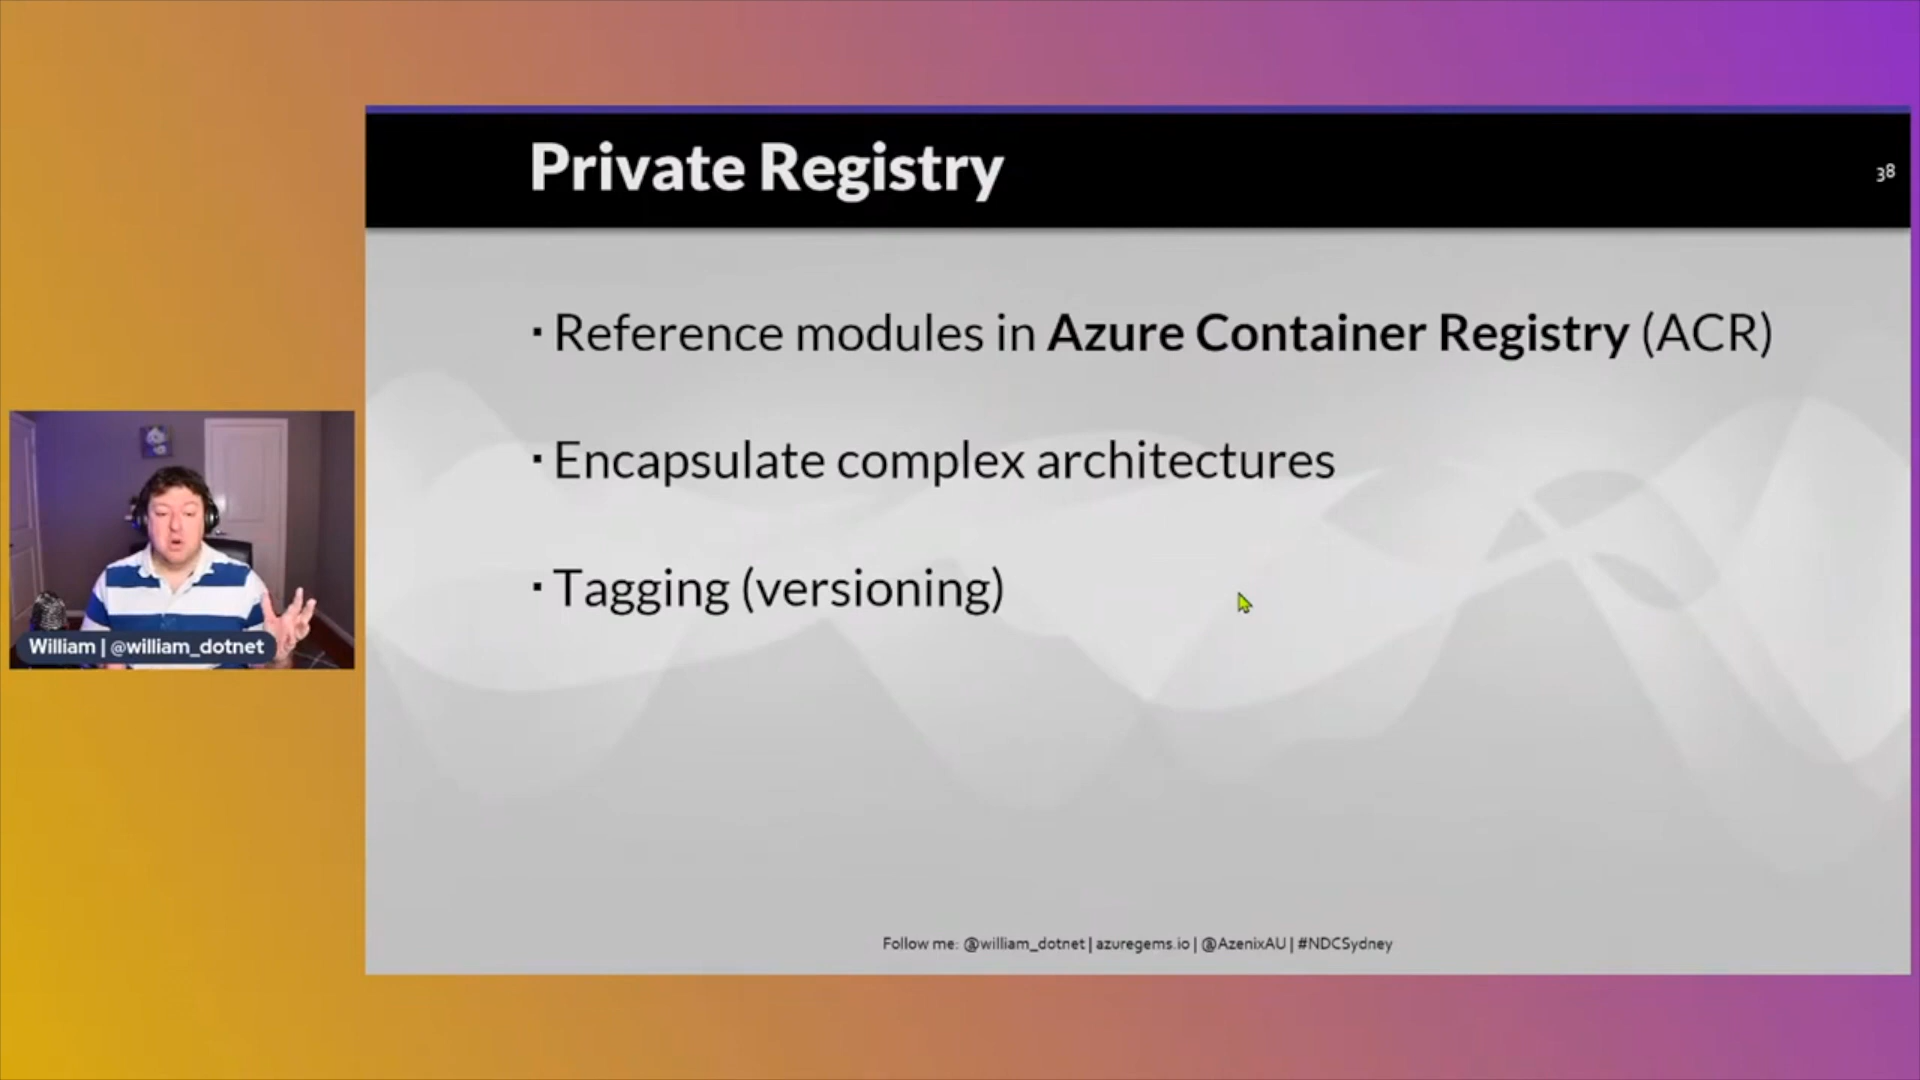 Private Registry
38
▪ Reference modules in Azure Container Registry (ACR)
▪ Encapsulate complex architectures
▪ Tagging (versioning)
William | @william_dotnet
Follow me: @william_dotnet | azuregems.io | @AzenixAU | #NDCSydney